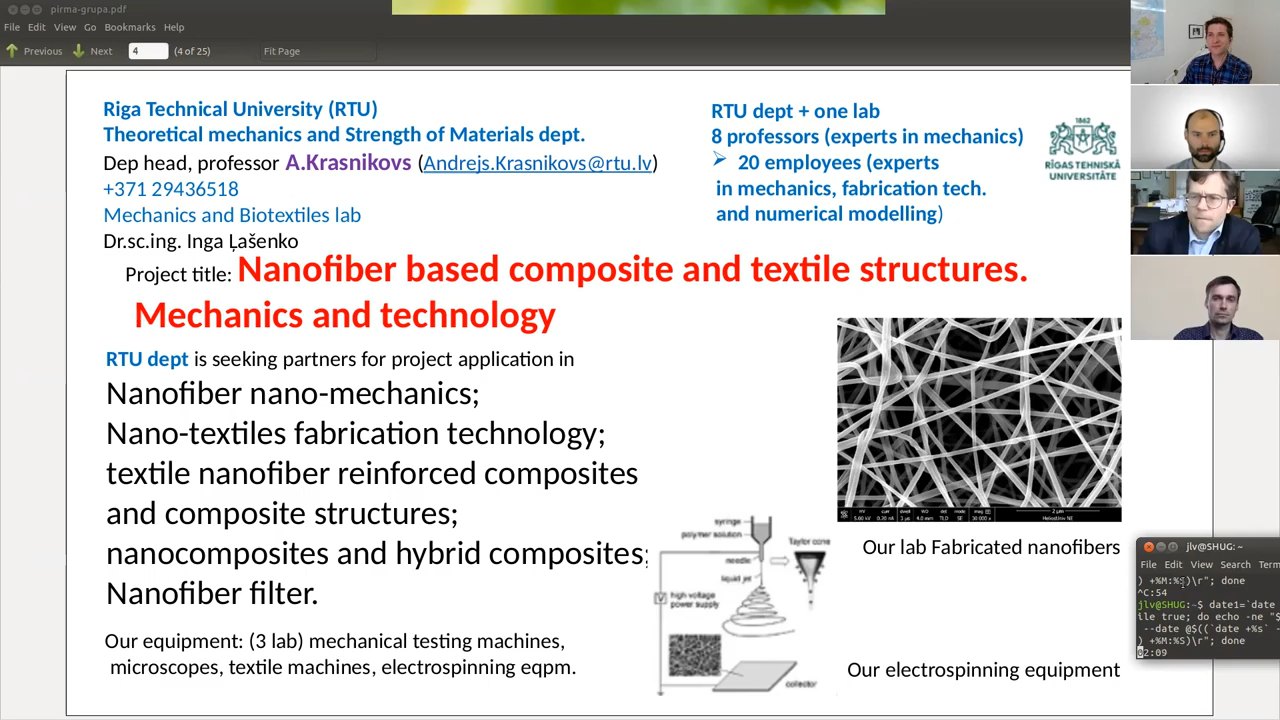 pirma-grupa.pdf
File Edit View Go Bookmarks Help
Previous Next 4 (4 of 25) Fit Page
Riga Technical University (RTU)
Theoretical mechanics and Strength of Materials dept.
Dep head, professor A.Krasnikovs (Andrejs.Krasnikovs@rtu.lv)
+371 29436518
Mechanics and Biotextiles lab
Dr.sc.ing. Inga Ļašenko
RTU dept + one lab
8 professors (experts in mechanics)
➢ 20 employees (experts
in mechanics, fabrication tech.
and numerical modelling)
1862
RĪGAS TEHNISKĀ
UNIVERSITĀTE
Project title: Nanofiber based composite and textile structures.
Mechanics and technology
RTU dept is seeking partners for project application in
Nanofiber nano-mechanics;
Nano-textiles fabrication technology;
textile nanofiber reinforced composites
and composite structures;
nanocomposites and hybrid composites;
Nanofiber filter.
Our equipment: (3 lab) mechanical testing machines,
microscopes, textile machines, electrospinning eqpm.
syringe
polymer solution
Taylor cone
needle
liquid jet
V high voltage
power supply
collector
2 µm
Our lab Fabricated nanofibers
Our electrospinning equipment
jlv@SHUG: ~
File Edit View Search Term
) +%M:%S)\r"; done
^C:54
jlv@SHUG:~$ date1=`date
ile true; do echo -ne "$
--date @$((`date +%s` -
) +%M:%S)\r"; done
02:09